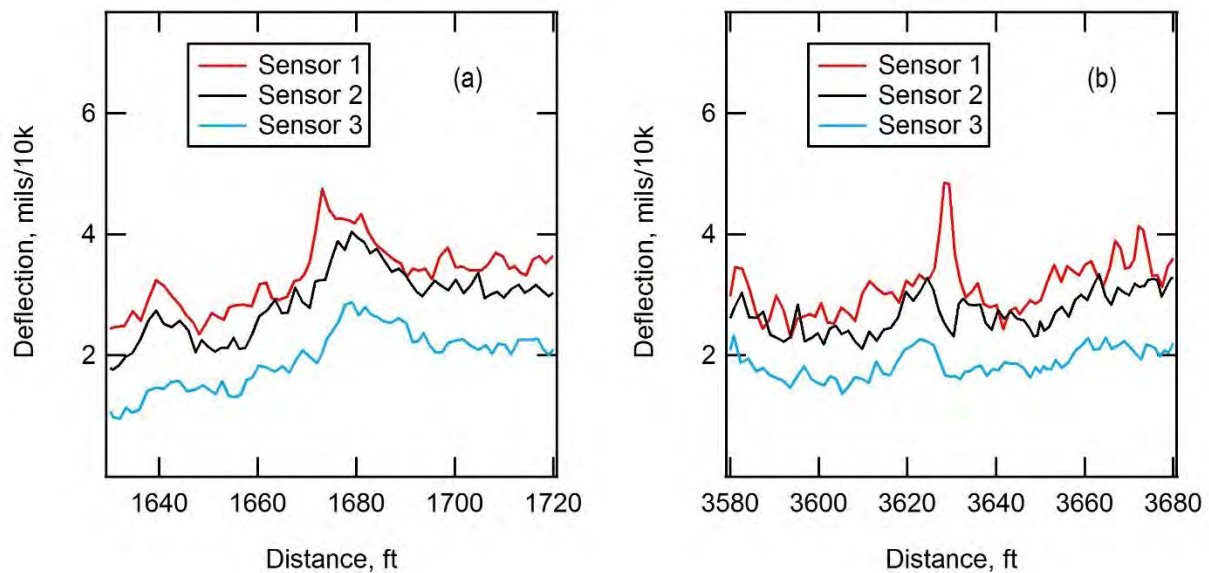 Deflection, mils/10k
6
4
2
Sensor 1
Sensor 2
Sensor 3
(a)
1640 1660 1680 1700 1720
Distance, ft
Deflection, mils/10k
6
4
2
Sensor 1
Sensor 2
Sensor 3
(b)
3580 3600 3620 3640 3660 3680
Distance, ft